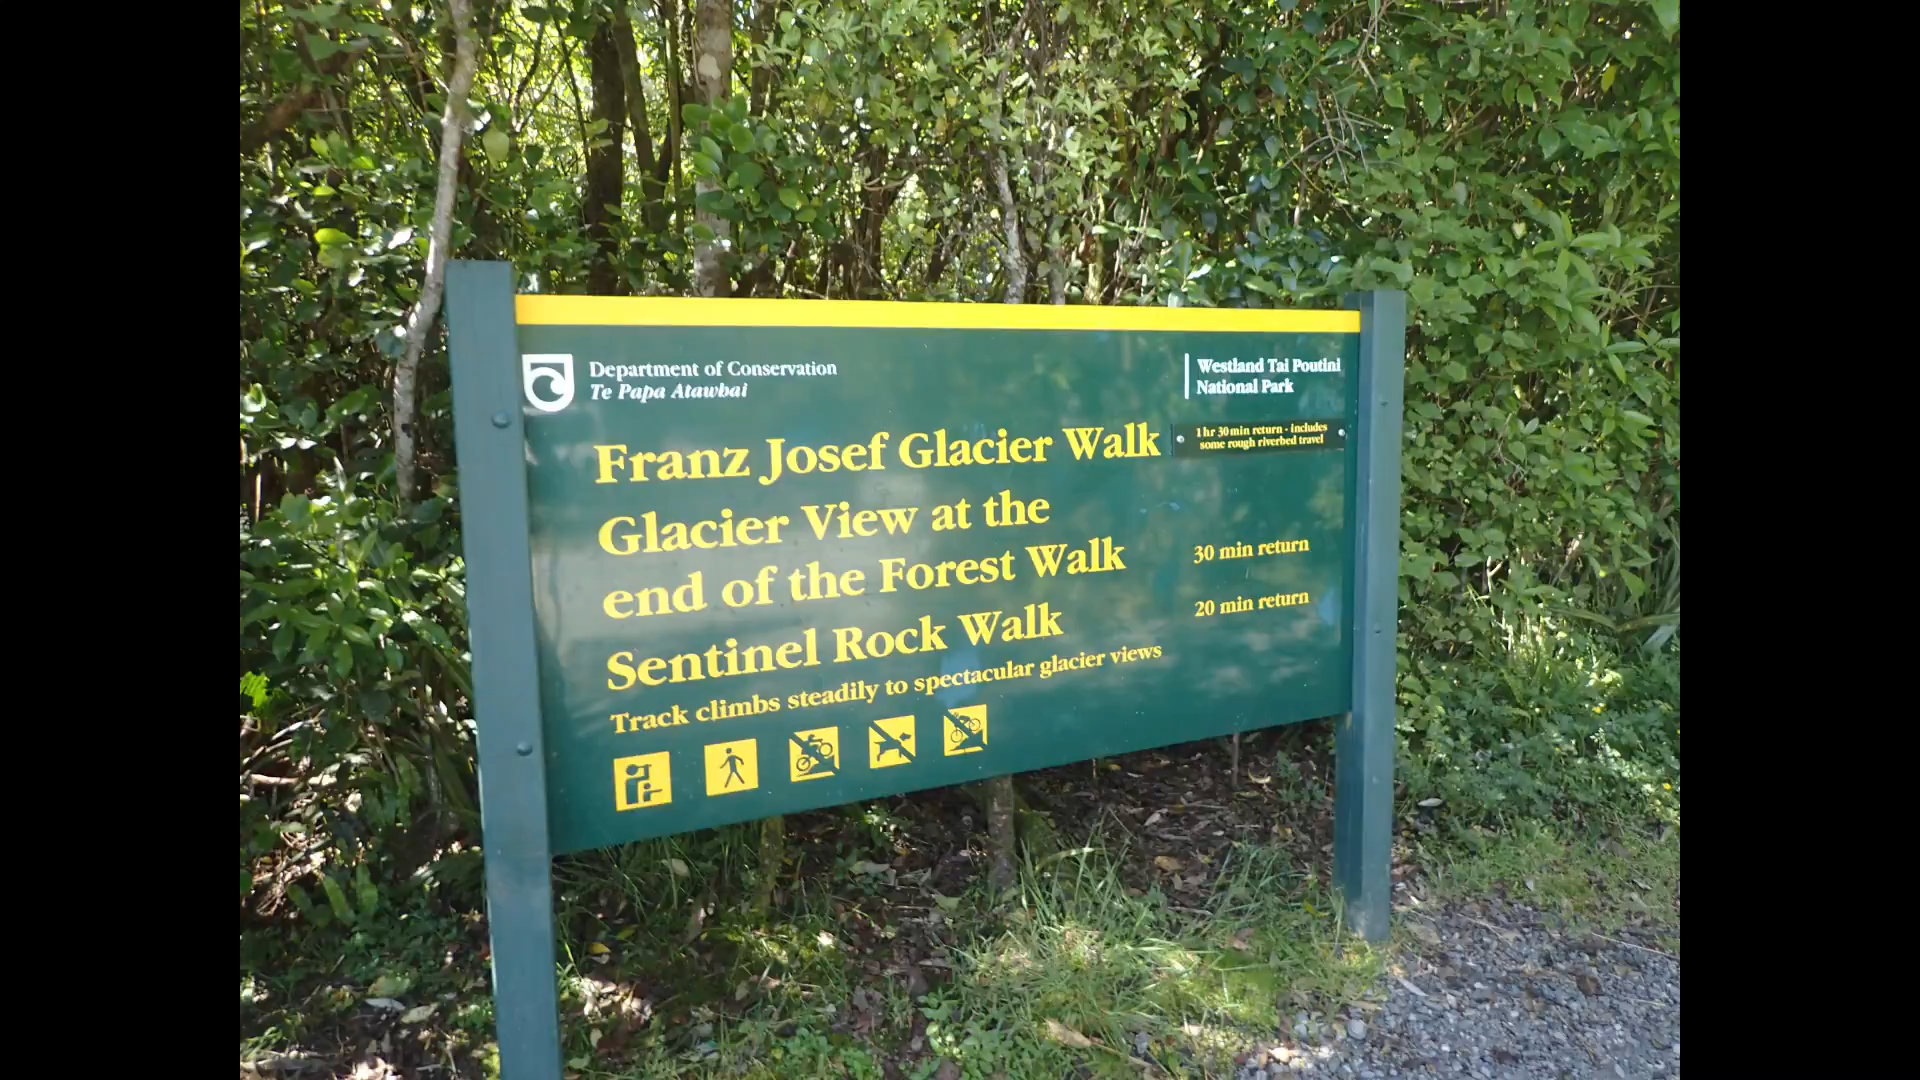 Department of Conservation
Te Papa Atawbai
Westland Tai Poutini
National Park
Franz Josef Glacier Walk
1 hr 30 min return - includes
some rough riverbed travel
Glacier View at the
end of the Forest Walk
30 min return
Sentinel Rock Walk
20 min return
Track climbs steadily to spectacular glacier views